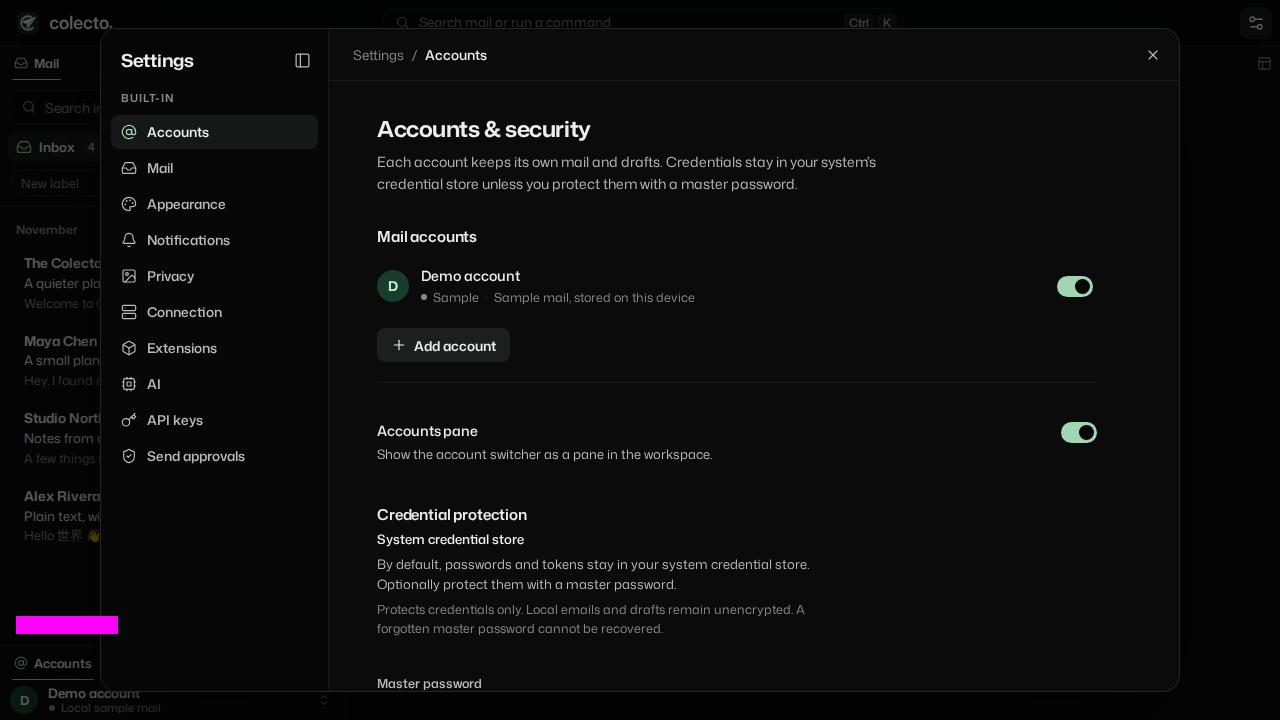 colecto.
Search mail or run a command
Ctrl K
Mail
Search in
Inbox 4
New label
November
The Colecto
A quieter pla
Welcome to C
Maya Chen
A small plan
Hey, I found a
Studio North
Notes from
A few things
Alex Rivera
Plain text, wi
Hello 世界 👋
Accounts
D
Demo account
Local sample mail
Settings
BUILT-IN
Accounts
Mail
Appearance
Notifications
Privacy
Connection
Extensions
AI
API keys
Send approvals
Settings / Accounts
Accounts & security
Each account keeps its own mail and drafts. Credentials stay in your system's
credential store unless you protect them with a master password.
Mail accounts
D
Demo account
Sample · Sample mail, stored on this device
Add account
Accounts pane
Show the account switcher as a pane in the workspace.
Credential protection
System credential store
By default, passwords and tokens stay in your system credential store.
Optionally protect them with a master password.
Protects credentials only. Local emails and drafts remain unencrypted. A
forgotten master password cannot be recovered.
Master password